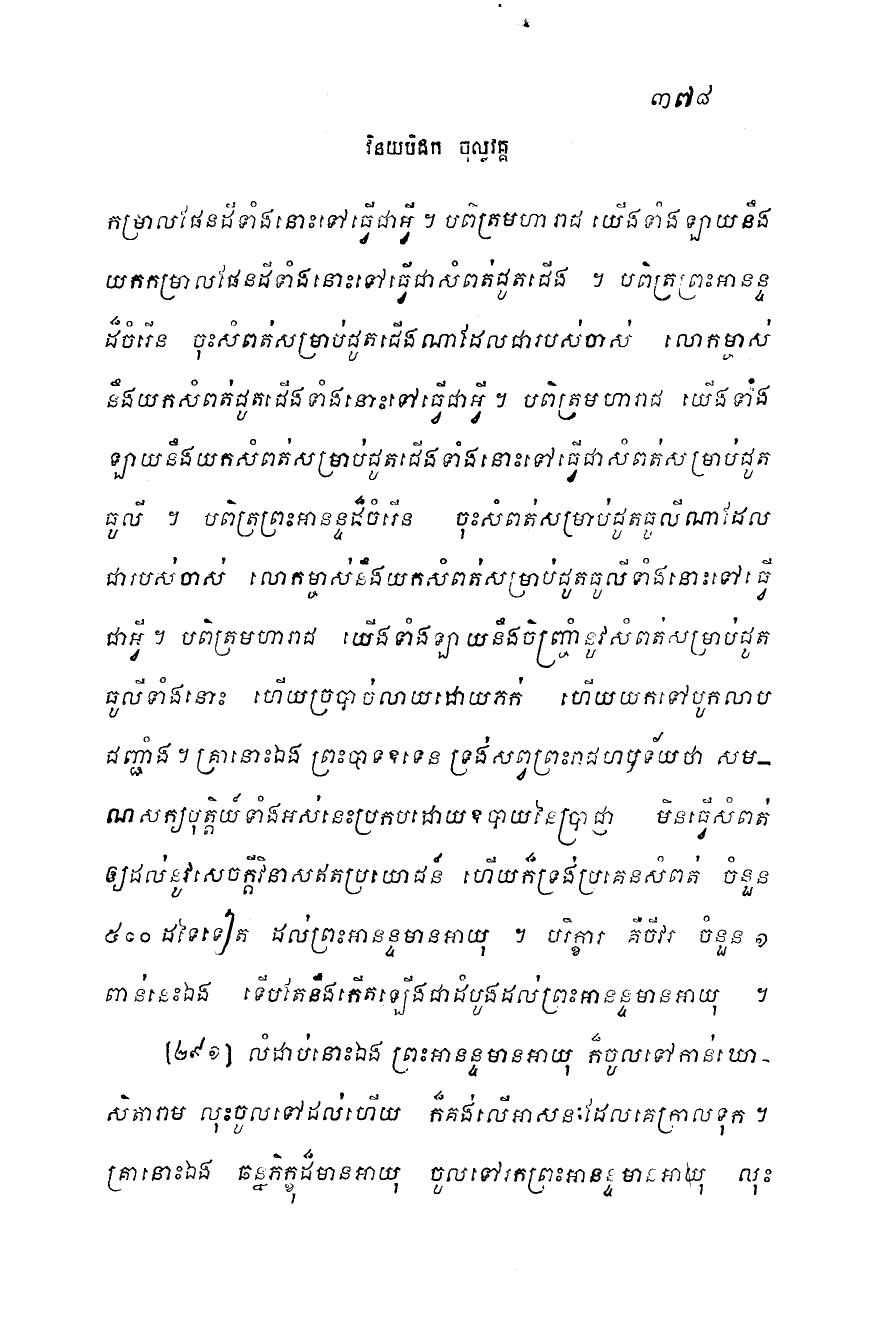 ៣៧៨
វិនយបិដក ចុល្លវគ្គ
កម្រាលផែនដីទាំងនោះទៅធ្វើជាអ្វី ។ បពិត្រមហារាជ យើងទាំងឡាយនឹង
យកកម្រាលផែនដីទាំងនោះទៅធ្វើជាសំពត់ជូតជើង ។ បពិត្រព្រះអានន្ទ
ដ៏ចំរើន ចុះសំពត់សម្រាប់ជូតជើងណាដែលជារបស់ចាស់ លោកម្ចាស់
នឹងយកសំពត់ជូតជើងទាំងនោះទៅធ្វើជាអ្វី ។ បពិត្រមហារាជ យើងទាំង
ឡាយនឹងយកសំពត់សម្រាប់ជូតជើងទាំងនោះទៅធ្វើជាសំពត់សម្រាប់ជូត
ធូលី ។ បពិត្រព្រះអានន្ទដ៏ចំរើន ចុះសំពត់សម្រាប់ជូតធូលីណាដែល
ជារបស់ចាស់ លោកម្ចាស់នឹងយកសំពត់សម្រាប់ជូតធូលីទាំងនោះទៅធ្វើ
ជាអ្វី ។ បពិត្រមហារាជ យើងទាំងឡាយនឹងចិញ្ច្រាំនូវសំពត់សម្រាប់ជូត
ធូលីទាំងនោះ ហើយច្របាច់លាយដោយភក់ ហើយយកទៅបូកលាប
ជញ្ជាំង ។ គ្រានោះឯង ព្រះបាទឧទេន ទ្រង់សព្វព្រះរាជហឫទ័យថា សម-
ណសក្យបុត្តិយ៍ទាំងអស់នេះប្រកបដោយឧបាយនៃប្រាជ្ញា មិនធ្វើសំពត់
ឲ្យដល់នូវសេចក្តីវិនាសឥតប្រយោជន៍ ហើយក៏ទ្រង់ប្រគេនសំពត់ ចំនួន
៥០០ ដទៃទៀត ដល់ព្រះអានន្ទមានអាយុ ។ បរិក្ខារ គឺចីវរ ចំនួន ១
ពាន់នេះឯង ទើបតែនឹងកើតឡើងជាដំបូងដល់ព្រះអានន្ទមានអាយុ ។
[២៩១] លំដាប់នោះឯង ព្រះអានន្ទមានអាយុ ក៏ចូលទៅកាន់ឃោ-
សិតារាម លុះចូលទៅដល់ហើយ ក៏គង់លើអាសនៈដែលគេក្រាលទុក ។
គ្រានោះឯង ឆន្នភិក្ខុដ៏មានអាយុ ចូលទៅរកព្រះអានន្ទមានអាយុ លុះ